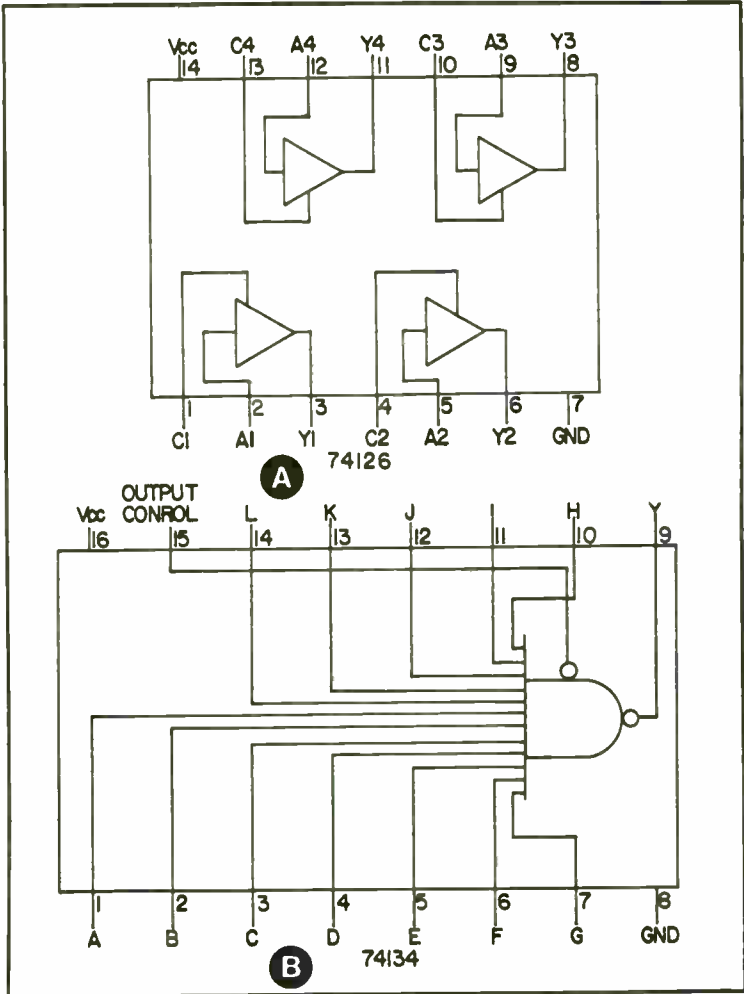 Vcc C4 A4 Y4 C3 A3 Y3
14 13 12 11 10 9 8
1 2 3 4 5 6 7
C1 A1 Y1 C2 A2 Y2 GND
74126
A
OUTPUT
Vcc CONROL L K J I H Y
16 15 14 13 12 11 10 9
1 2 3 4 5 6 7 8
A B C D E F G GND
74134
B